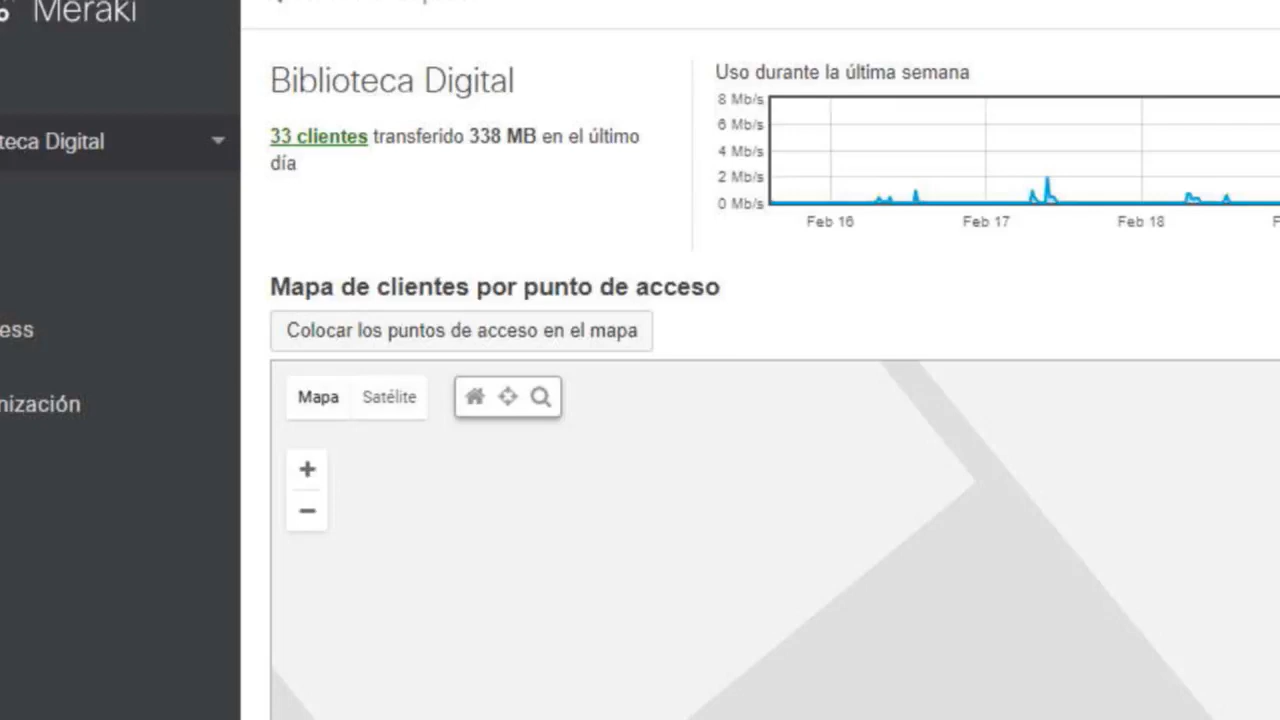 Meraki
Biblioteca Digital
33 clientes transferido 338 MB en el último
día
Uso durante la última semana
8 Mb/s
6 Mb/s
4 Mb/s
2 Mb/s
0 Mb/s
Feb 16
Feb 17
Feb 18
teca Digital
ess
nización
Mapa de clientes por punto de acceso
Colocar los puntos de acceso en el mapa
Mapa
Satélite
+
−